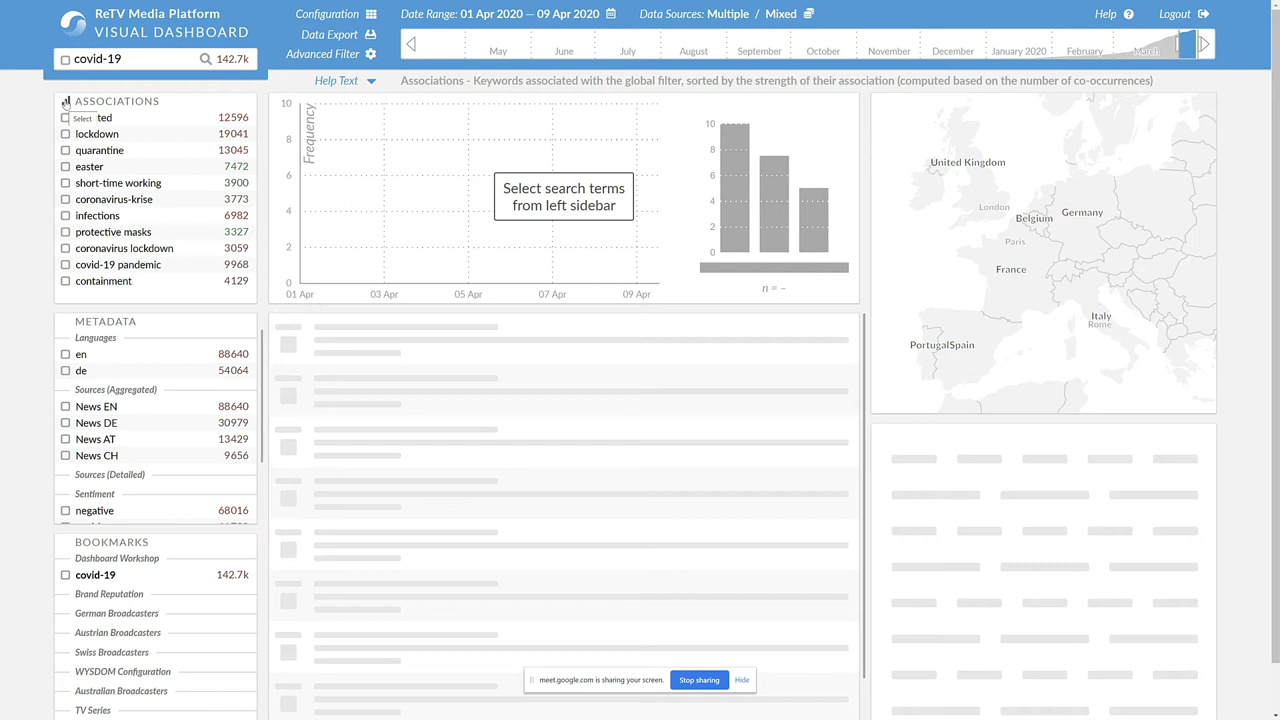 ReTV Media Platform
VISUAL DASHBOARD
covid-19 142.7k
Configuration
Data Export
Advanced Filter
Date Range: 01 Apr 2020 — 09 Apr 2020
Data Sources: Multiple / Mixed
Help
Logout
May June July August September October November December January 2020 February March
Help Text
Associations - Keywords associated with the global filter, sorted by the strength of their association (computed based on the number of co-occurrences)
ASSOCIATIONS
Select
ted 12596
lockdown 19041
quarantine 13045
easter 7472
short-time working 3900
coronavirus-krise 3773
infections 6982
protective masks 3327
coronavirus lockdown 3059
covid-19 pandemic 9968
containment 4129
METADATA
Languages
en 88640
de 54064
Sources (Aggregated)
News EN 88640
News DE 30979
News AT 13429
News CH 9656
Sources (Detailed)
Sentiment
negative 68016
BOOKMARKS
Dashboard Workshop
covid-19 142.7k
Brand Reputation
German Broadcasters
Austrian Broadcasters
Swiss Broadcasters
WYSDOM Configuration
Australian Broadcasters
TV Series
Frequency
10
8
6
4
2
0
01 Apr 03 Apr 05 Apr 07 Apr 09 Apr
Select search terms
from left sidebar
10
8
6
4
2
0
n = –
United Kingdom
London
Belgium
Germany
Paris
France
Italy
Rome
Portugal
Spain
meet.google.com is sharing your screen. Stop sharing Hide